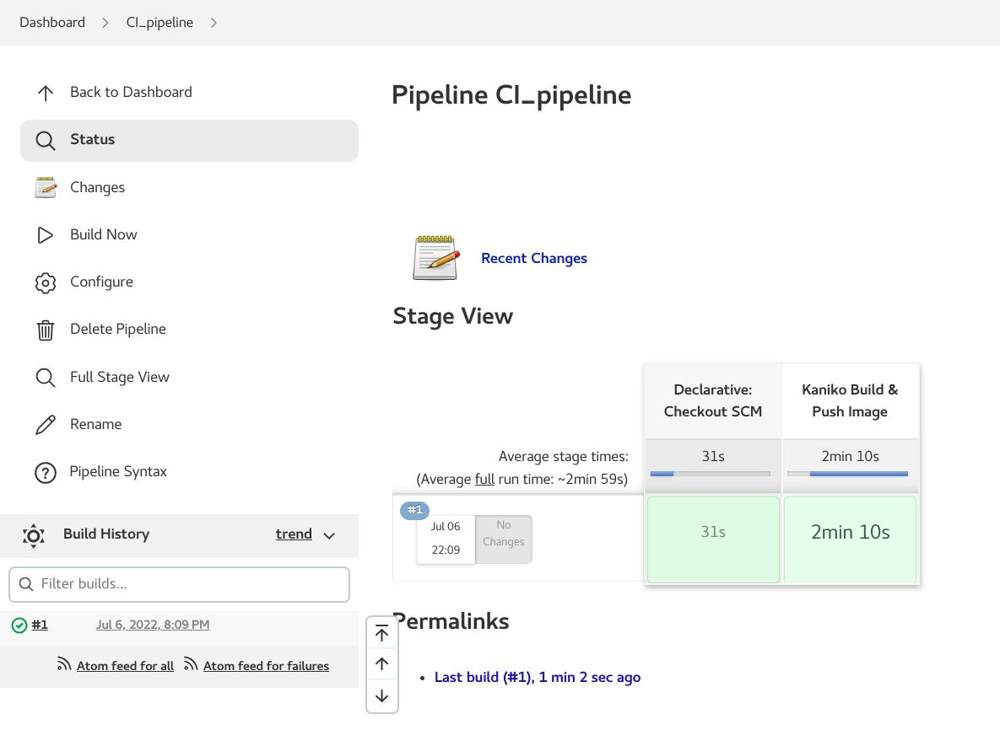 Dashboard
CI_pipeline
Back to Dashboard
Status
Changes
Build Now
Configure
Delete Pipeline
Full Stage View
Rename
Pipeline Syntax
Build History
trend
Filter builds...
#1
Jul 6, 2022, 8:09 PM
Atom feed for all
Atom feed for failures
Pipeline CI_pipeline
Recent Changes
Stage View
Declarative:
Checkout SCM
Kaniko Build &
Push Image
Average stage times:
(Average full run time: ~2min 59s)
31s
2min 10s
#1
Jul 06
22:09
No
Changes
31s
2min 10s
Permalinks
Last build (#1), 1 min 2 sec ago